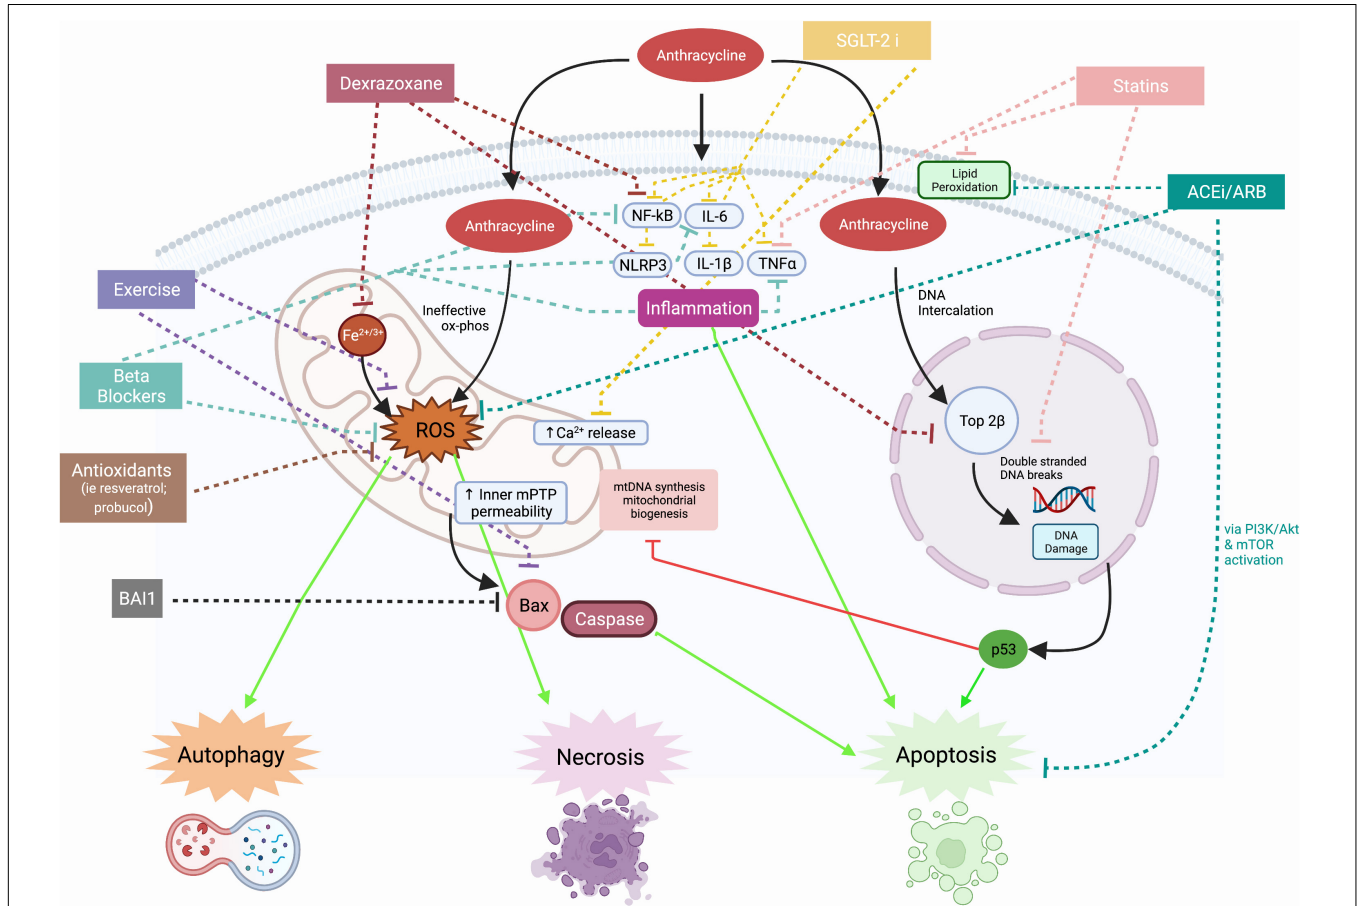 SGLT-2 i
Anthracycline
Dexrazoane
Statins
Lipid
Peroxidation
ACEi/ARB
NF-kB
IL-6
Anthracycline
Anthracycline
NLRP3
IL-1β
TNFα
Exercise
Inflammation
DNA
Intercalation
Ineffective
ox-phos
Fe2+/3+
Beta
Blockers
Top 2β
ROS
↑Ca²⁺ release
Double stranded
DNA breaks
Antioxidants
(ie resveratrol;
probucol)
↑ Inner mPTP
permeability
mtDNA synthesis
mitochondrial
biogenesis
DNA
Damage
via PI3K/Akt
& mTOR
activation
BAI1
Bax
Caspase
p53
Autophagy
Necrosis
Apoptosis